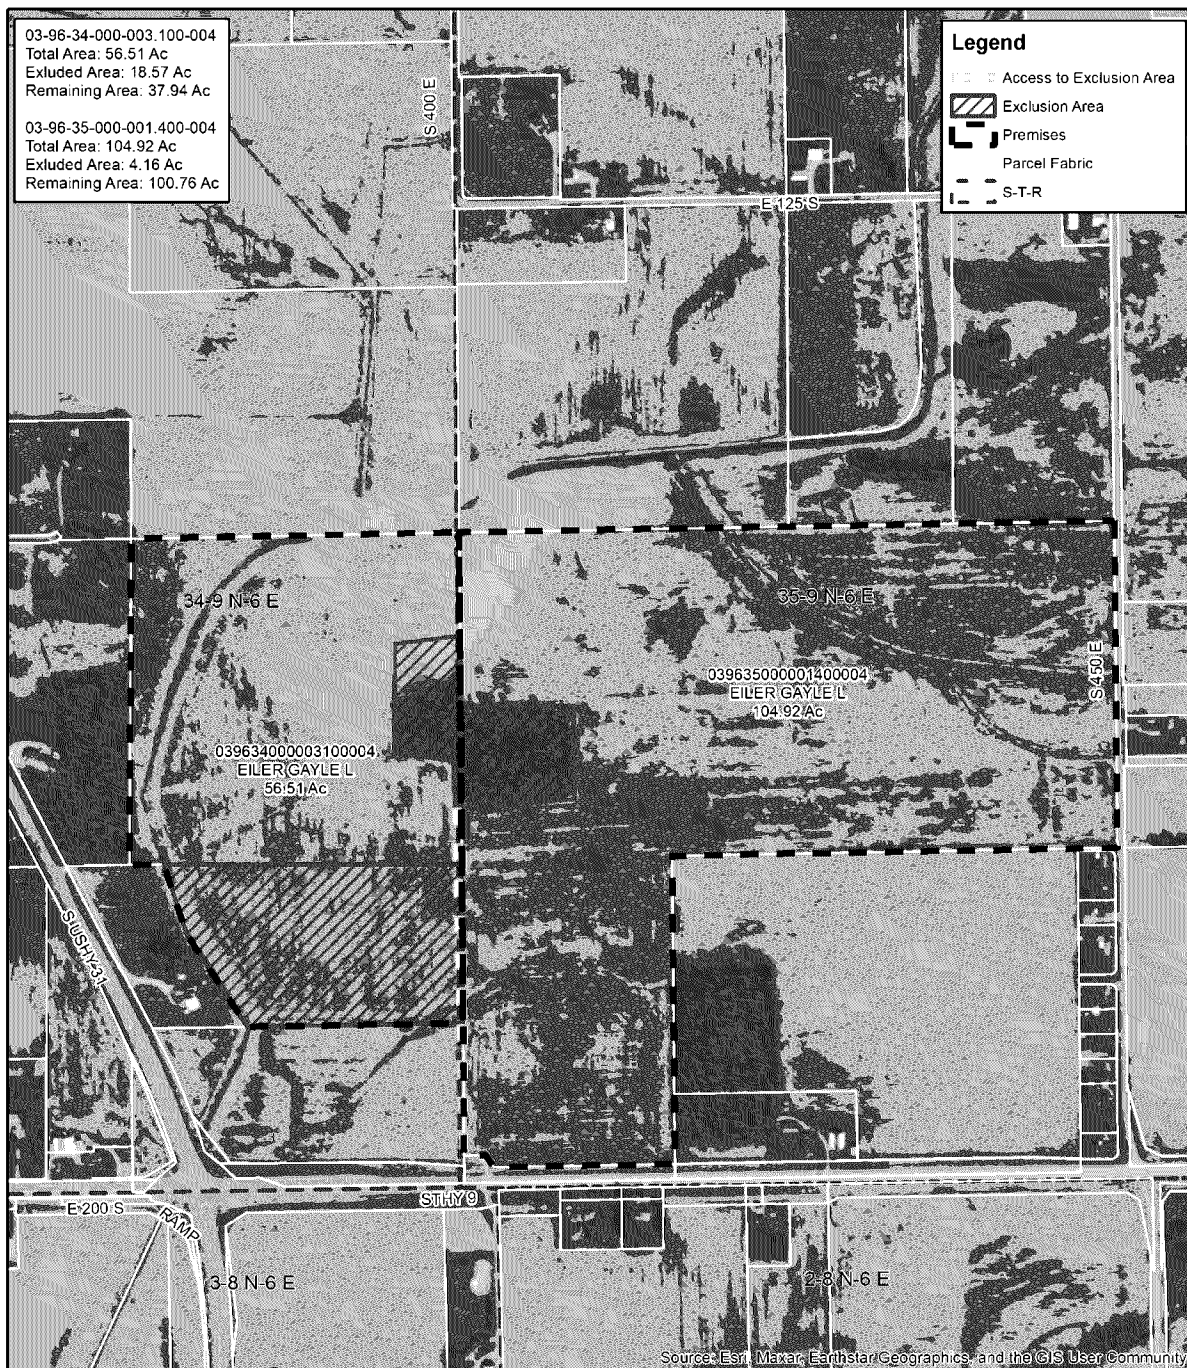 03-96-34-000-003.100-004
Total Area: 56.51 Ac
Exluded Area: 18.57 Ac
Remaining Area: 37.94 Ac
03-96-35-000-001.400-004
Total Area: 104.92 Ac
Exluded Area: 4.16 Ac
Remaining Area: 100.76 Ac
Legend
Access to Exclusion Area
Exclusion Area
Premises
Parcel Fabric
S-T-R
S 400 E
E 125 S
34-9 N-6 E
35-9 N-6 E
S 450 E
039635000001400004
EILER GAYLE L
104.92 Ac
039634000003100004
EILER GAYLE L
56.51 Ac
S USHY 31
STHY 9
E 200 S
RAMP
3-8 N-6 E
2-8 N-6 E
Source: Esri, Maxar, Earthstar Geographics, and the GIS User Community